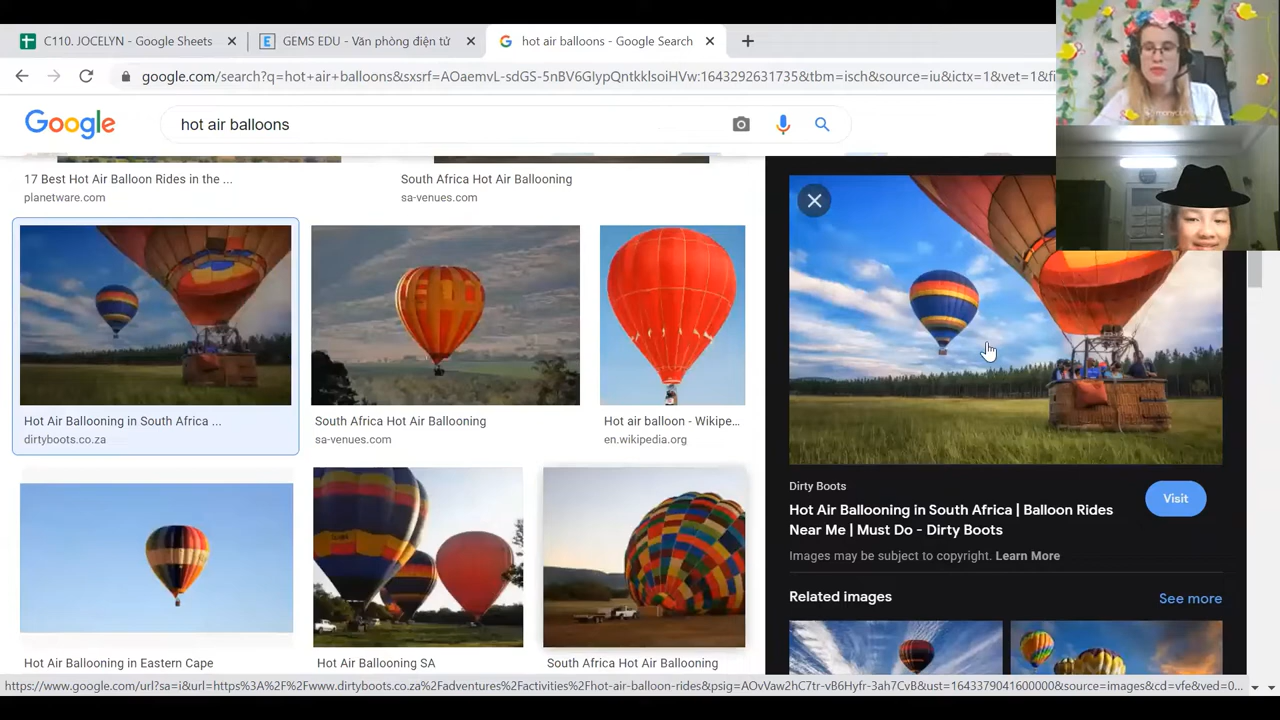 C110. JOCELYN - Google Sheets
GEMS EDU - Văn phòng điện tử
hot air balloons - Google Search
google.com/search?q=hot+air+balloons&sxsrf=AOaemvL-sdGS-5nBV6GlypQntkklsoiHVw:1643292631735&tbm=isch&source=iu&ictx=1&vet=1&fi
Google
hot air balloons
17 Best Hot Air Balloon Rides in the ...
planetware.com
South Africa Hot Air Ballooning
sa-venues.com
Hot Air Ballooning in South Africa ...
dirtyboots.co.za
South Africa Hot Air Ballooning
sa-venues.com
Hot air balloon - Wikipe...
en.wikipedia.org
Hot Air Ballooning in Eastern Cape
Hot Air Ballooning SA
South Africa Hot Air Ballooning
Dirty Boots
Visit
Hot Air Ballooning in South Africa | Balloon Rides
Near Me | Must Do - Dirty Boots
Images may be subject to copyright. Learn More
Related images
See more
https://www.google.com/url?sa=i&url=https%3A%2F%2Fwww.dirtyboots.co.za%2Fadventures%2Factivities%2Fhot-air-balloon-rides&psig=AOvVaw2hC7tr-vB6Hyfr-3ah7CvB&ust=1643379041600000&source=images&cd=vfe&ved=0...